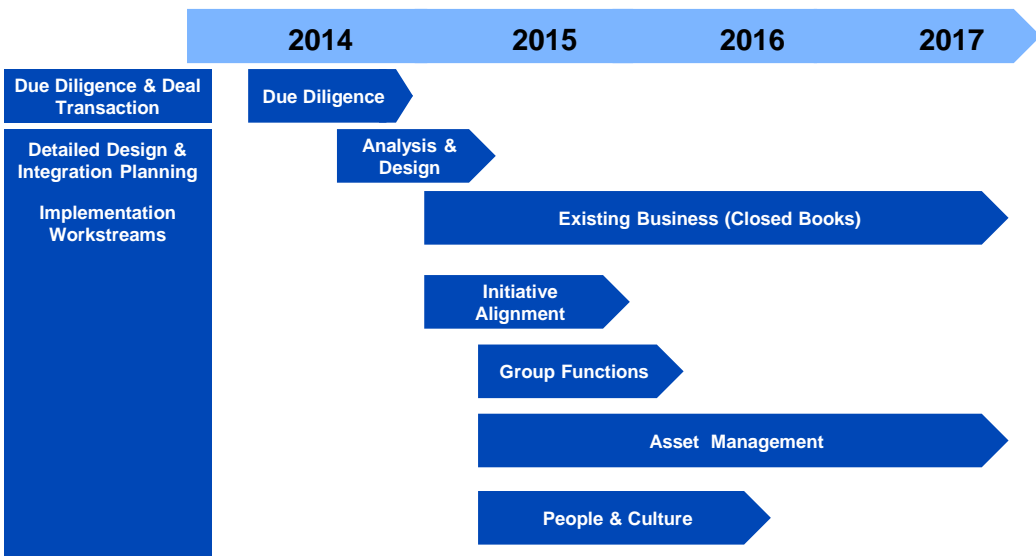 2014 2015 2016 2017
Due Diligence & Deal
Transaction
Due Diligence
Detailed Design &
Integration Planning
Analysis &
Design
Implementation
Workstreams
Existing Business (Closed Books)
Initiative
Alignment
Group Functions
Asset Management
People & Culture